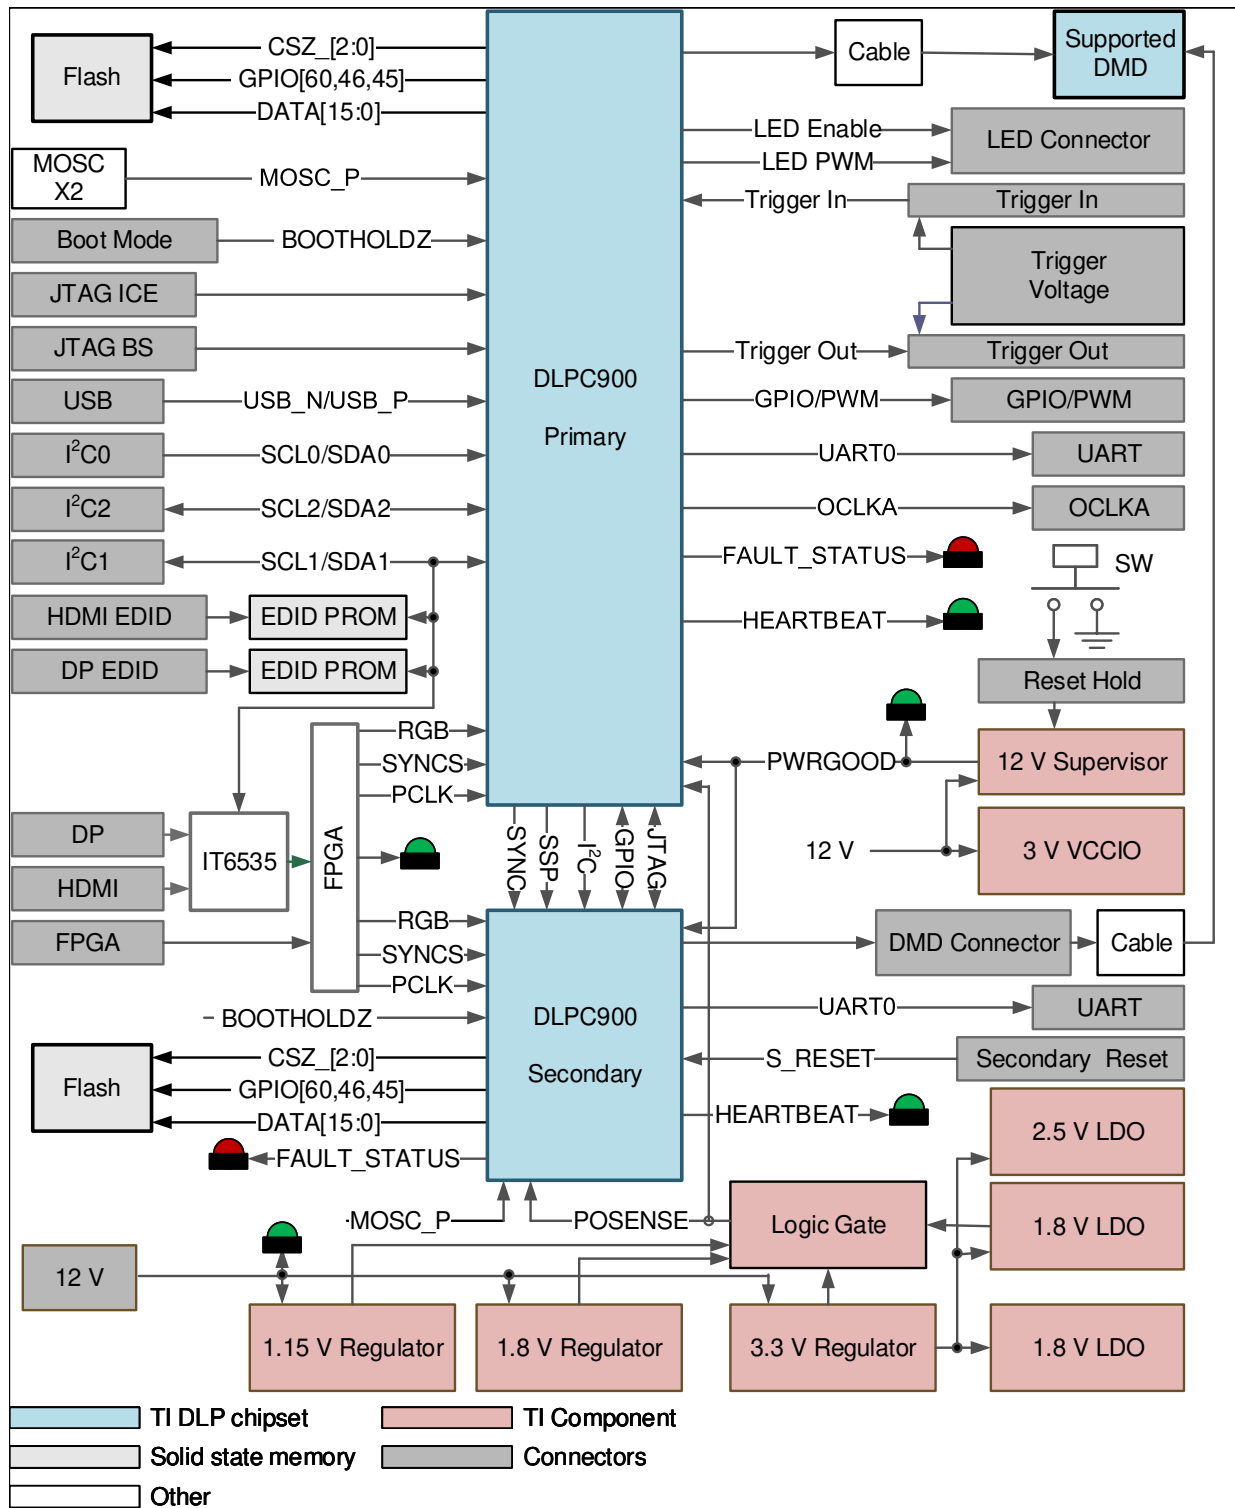 CSZ_[2:0]
Flash
GPIO[60,46,45]
DATA[15:0]
Cable
Supported
DMD
LED Enable
LED PWM
LED Connector
MOSC
X2
MOSC_P
Trigger In
Trigger In
Boot Mode
BOOTHOLDZ
Trigger
Voltage
JTAG ICE
JTAG BS
Trigger Out
Trigger Out
DLPC900
Primary
USB
USB_N/USB_P
GPIO/PWM
GPIO/PWM
I²C0
SCL0/SDA0
UART0
UART
I²C2
SCL2/SDA2
OCLKA
OCLKA
I²C1
SCL1/SDA1
FAULT_STATUS
SW
HDMI EDID
EDID PROM
HEARTBEAT
DP EDID
EDID PROM
Reset Hold
RGB
SYNCS
PCLK
PWRGOOD
12 V Supervisor
DP
IT6535
HDMI
FPGA
FPGA
SYNC
SSP
I²C
GPIO
JTAG
12 V
3 V VCCIO
RGB
SYNCS
PCLK
DMD Connector
Cable
BOOTHOLDZ
DLPC900
Secondary
UART0
UART
CSZ_[2:0]
Flash
GPIO[60,46,45]
DATA[15:0]
S_RESET
Secondary Reset
HEARTBEAT
2.5 V LDO
FAULT_STATUS
MOSC_P
POSENSE
Logic Gate
1.8 V LDO
12 V
1.15 V Regulator
1.8 V Regulator
3.3 V Regulator
1.8 V LDO
TI DLP chipset
TI Component
Solid state memory
Connectors
Other